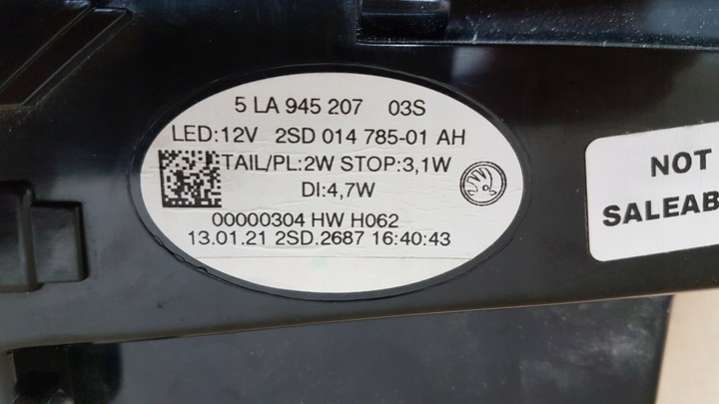 5 LA 945 207 03S
LED:12V 2SD 014 785-01 AH
TAIL/PL:2W STOP:3,1W
DI:4,7W
00000304 HW H062
13.01.21 2SD.2687 16:40:43
NOT
SALEAB